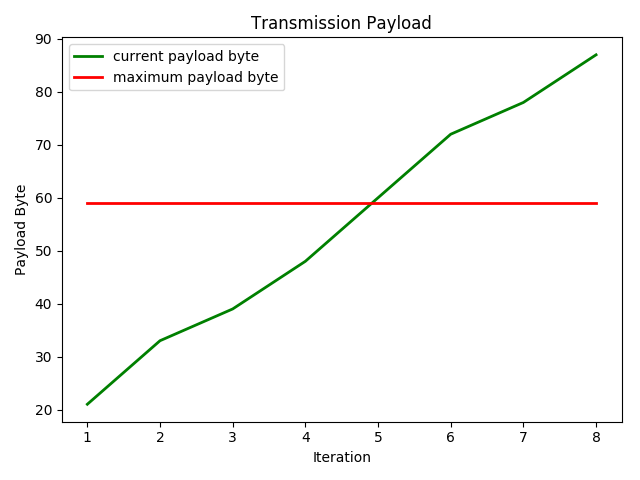 Transmission Payload
current payload byte
maximum payload byte
Payload Byte
90
80
70
60
50
40
30
20
1 2 3 4 5 6 7 8
Iteration